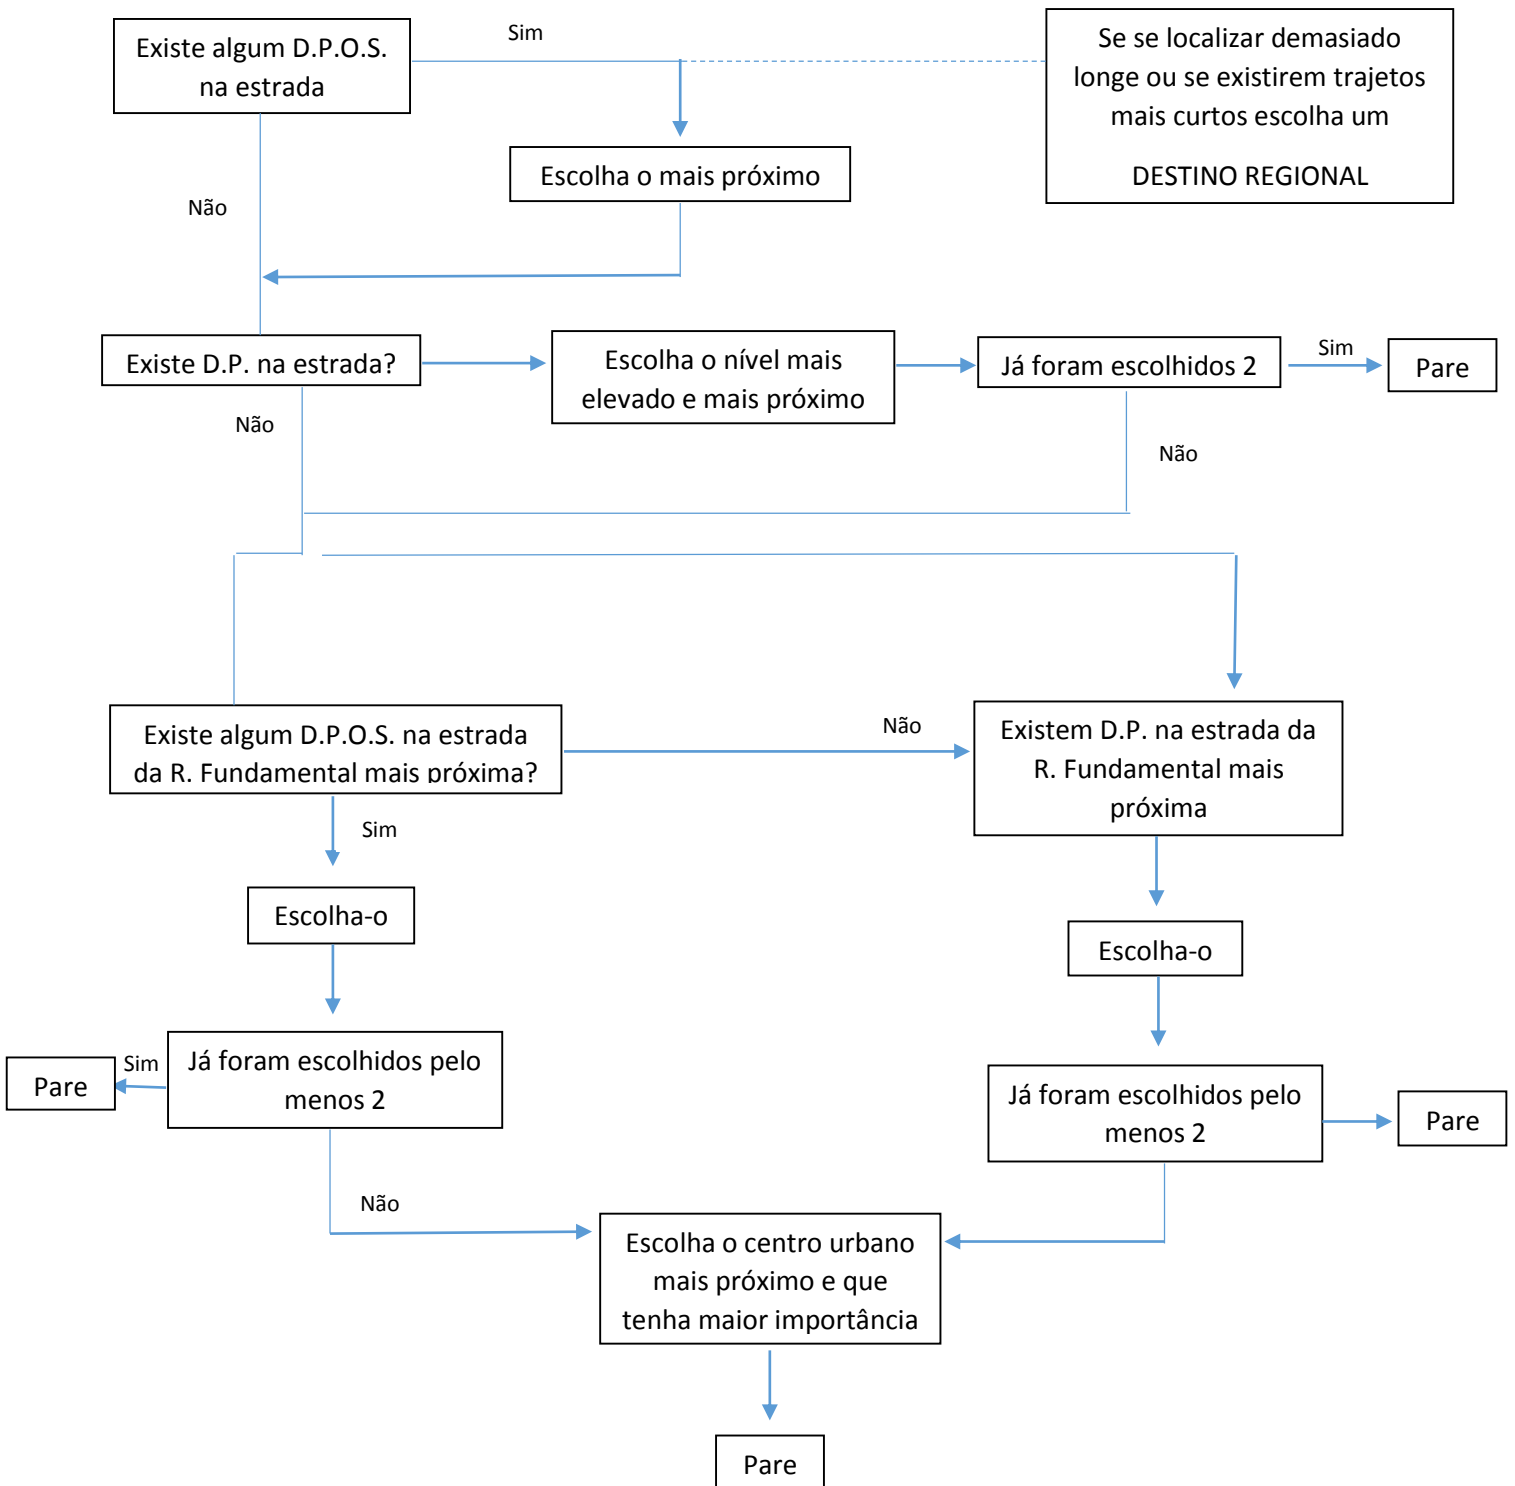 Existe algum D.P.O.S.
na estrada
Sim
Se se localizar demasiado
longe ou se existirem trajetos
mais curtos escolha um
DESTINO REGIONAL
Escolha o mais próximo
Não
Existe D.P. na estrada?
Escolha o nível mais
elevado e mais próximo
Já foram escolhidos 2
Sim
Pare
Não
Não
Existe algum D.P.O.S. na estrada
da R. Fundamental mais próxima?
Não
Existem D.P. na estrada da
R. Fundamental mais
próxima
Sim
Escolha-o
Escolha-o
Pare
Sim
Já foram escolhidos pelo
menos 2
Já foram escolhidos pelo
menos 2
Pare
Não
Escolha o centro urbano
mais próximo e que
tenha maior importância
Pare